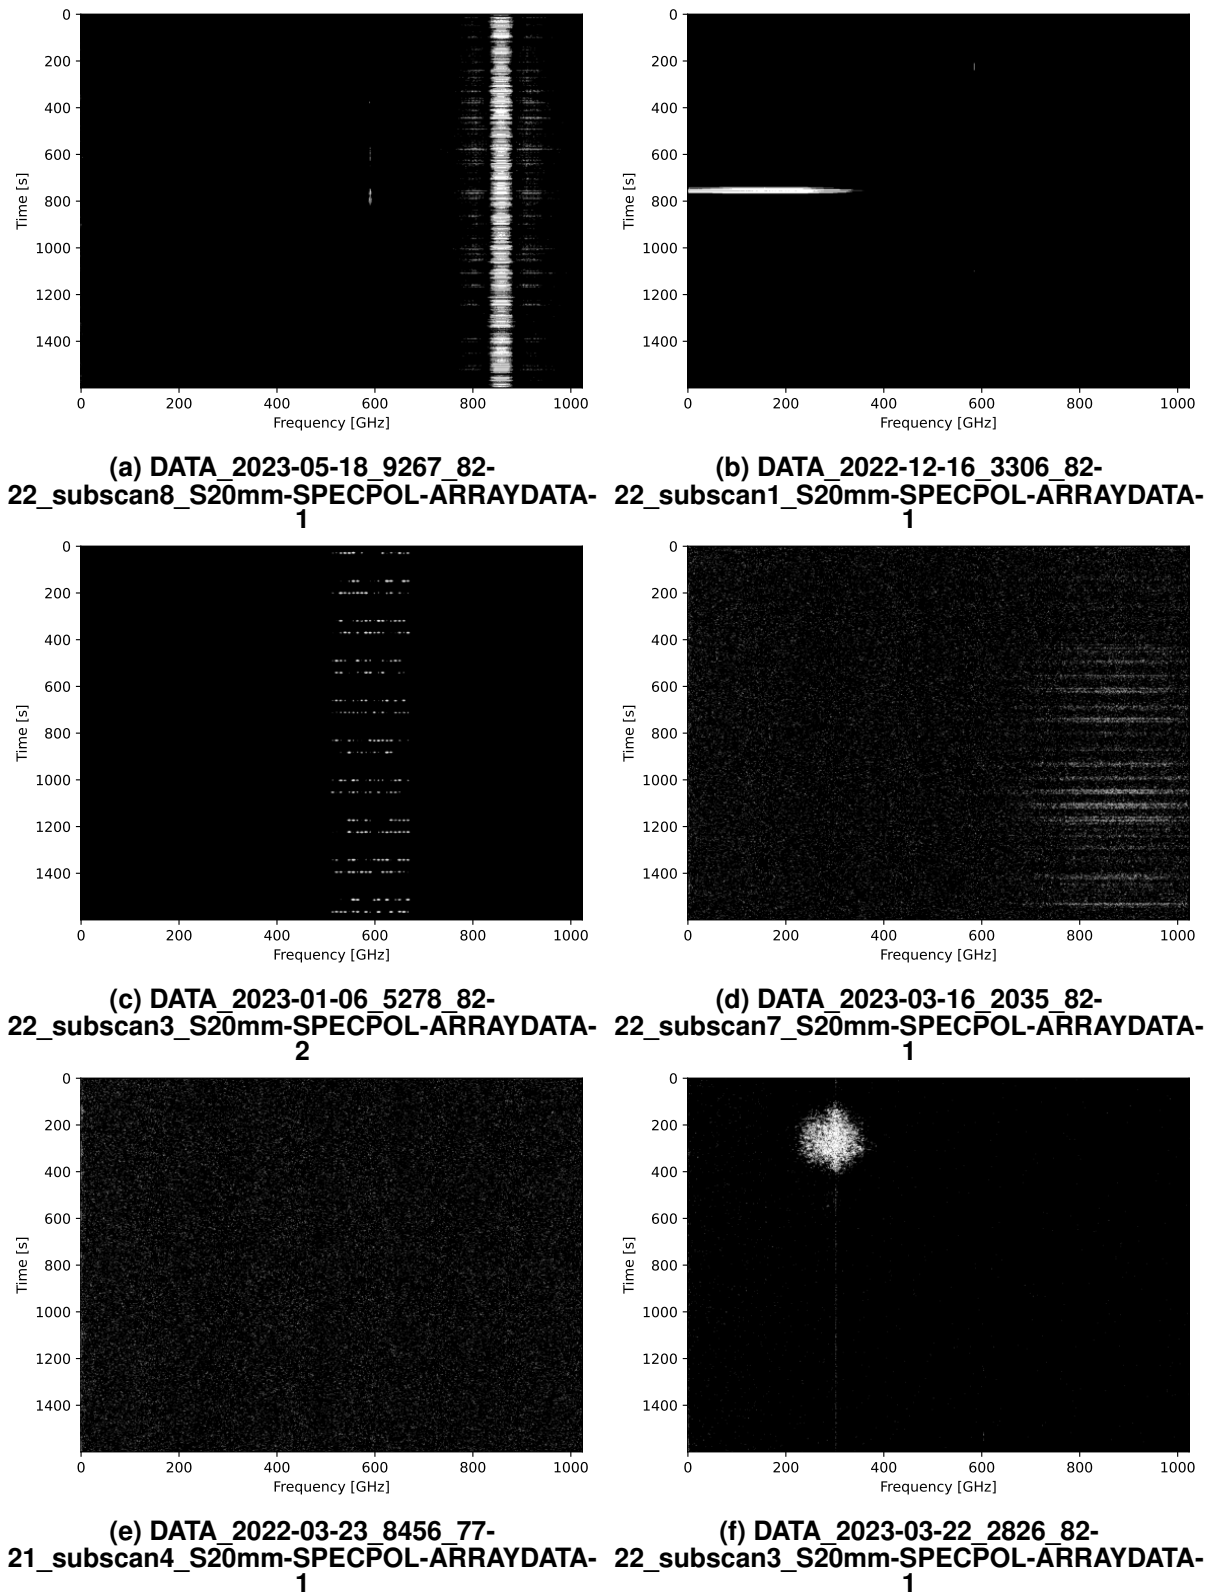 0
200
400
600
800
1000
1200
1400
Time [s]
0 200 400 600 800 1000
Frequency [GHz]
(a) DATA_2023-05-18_9267_82-
22_subscan8_S20mm-SPECPOL-ARRAYDATA-
1
0
200
400
600
800
1000
1200
1400
Time [s]
0 200 400 600 800 1000
Frequency [GHz]
(b) DATA_2022-12-16_3306_82-
22_subscan1_S20mm-SPECPOL-ARRAYDATA-
1
0
200
400
600
800
1000
1200
1400
Time [s]
0 200 400 600 800 1000
Frequency [GHz]
(c) DATA_2023-01-06_5278_82-
22_subscan3_S20mm-SPECPOL-ARRAYDATA-
2
0
200
400
600
800
1000
1200
1400
Time [s]
0 200 400 600 800 1000
Frequency [GHz]
(d) DATA_2023-03-16_2035_82-
22_subscan7_S20mm-SPECPOL-ARRAYDATA-
1
0
200
400
600
800
1000
1200
1400
Time [s]
0 200 400 600 800 1000
Frequency [GHz]
(e) DATA_2022-03-23_8456_77-
21_subscan4_S20mm-SPECPOL-ARRAYDATA-
1
0
200
400
600
800
1000
1200
1400
Time [s]
0 200 400 600 800 1000
Frequency [GHz]
(f) DATA_2023-03-22_2826_82-
22_subscan3_S20mm-SPECPOL-ARRAYDATA-
1